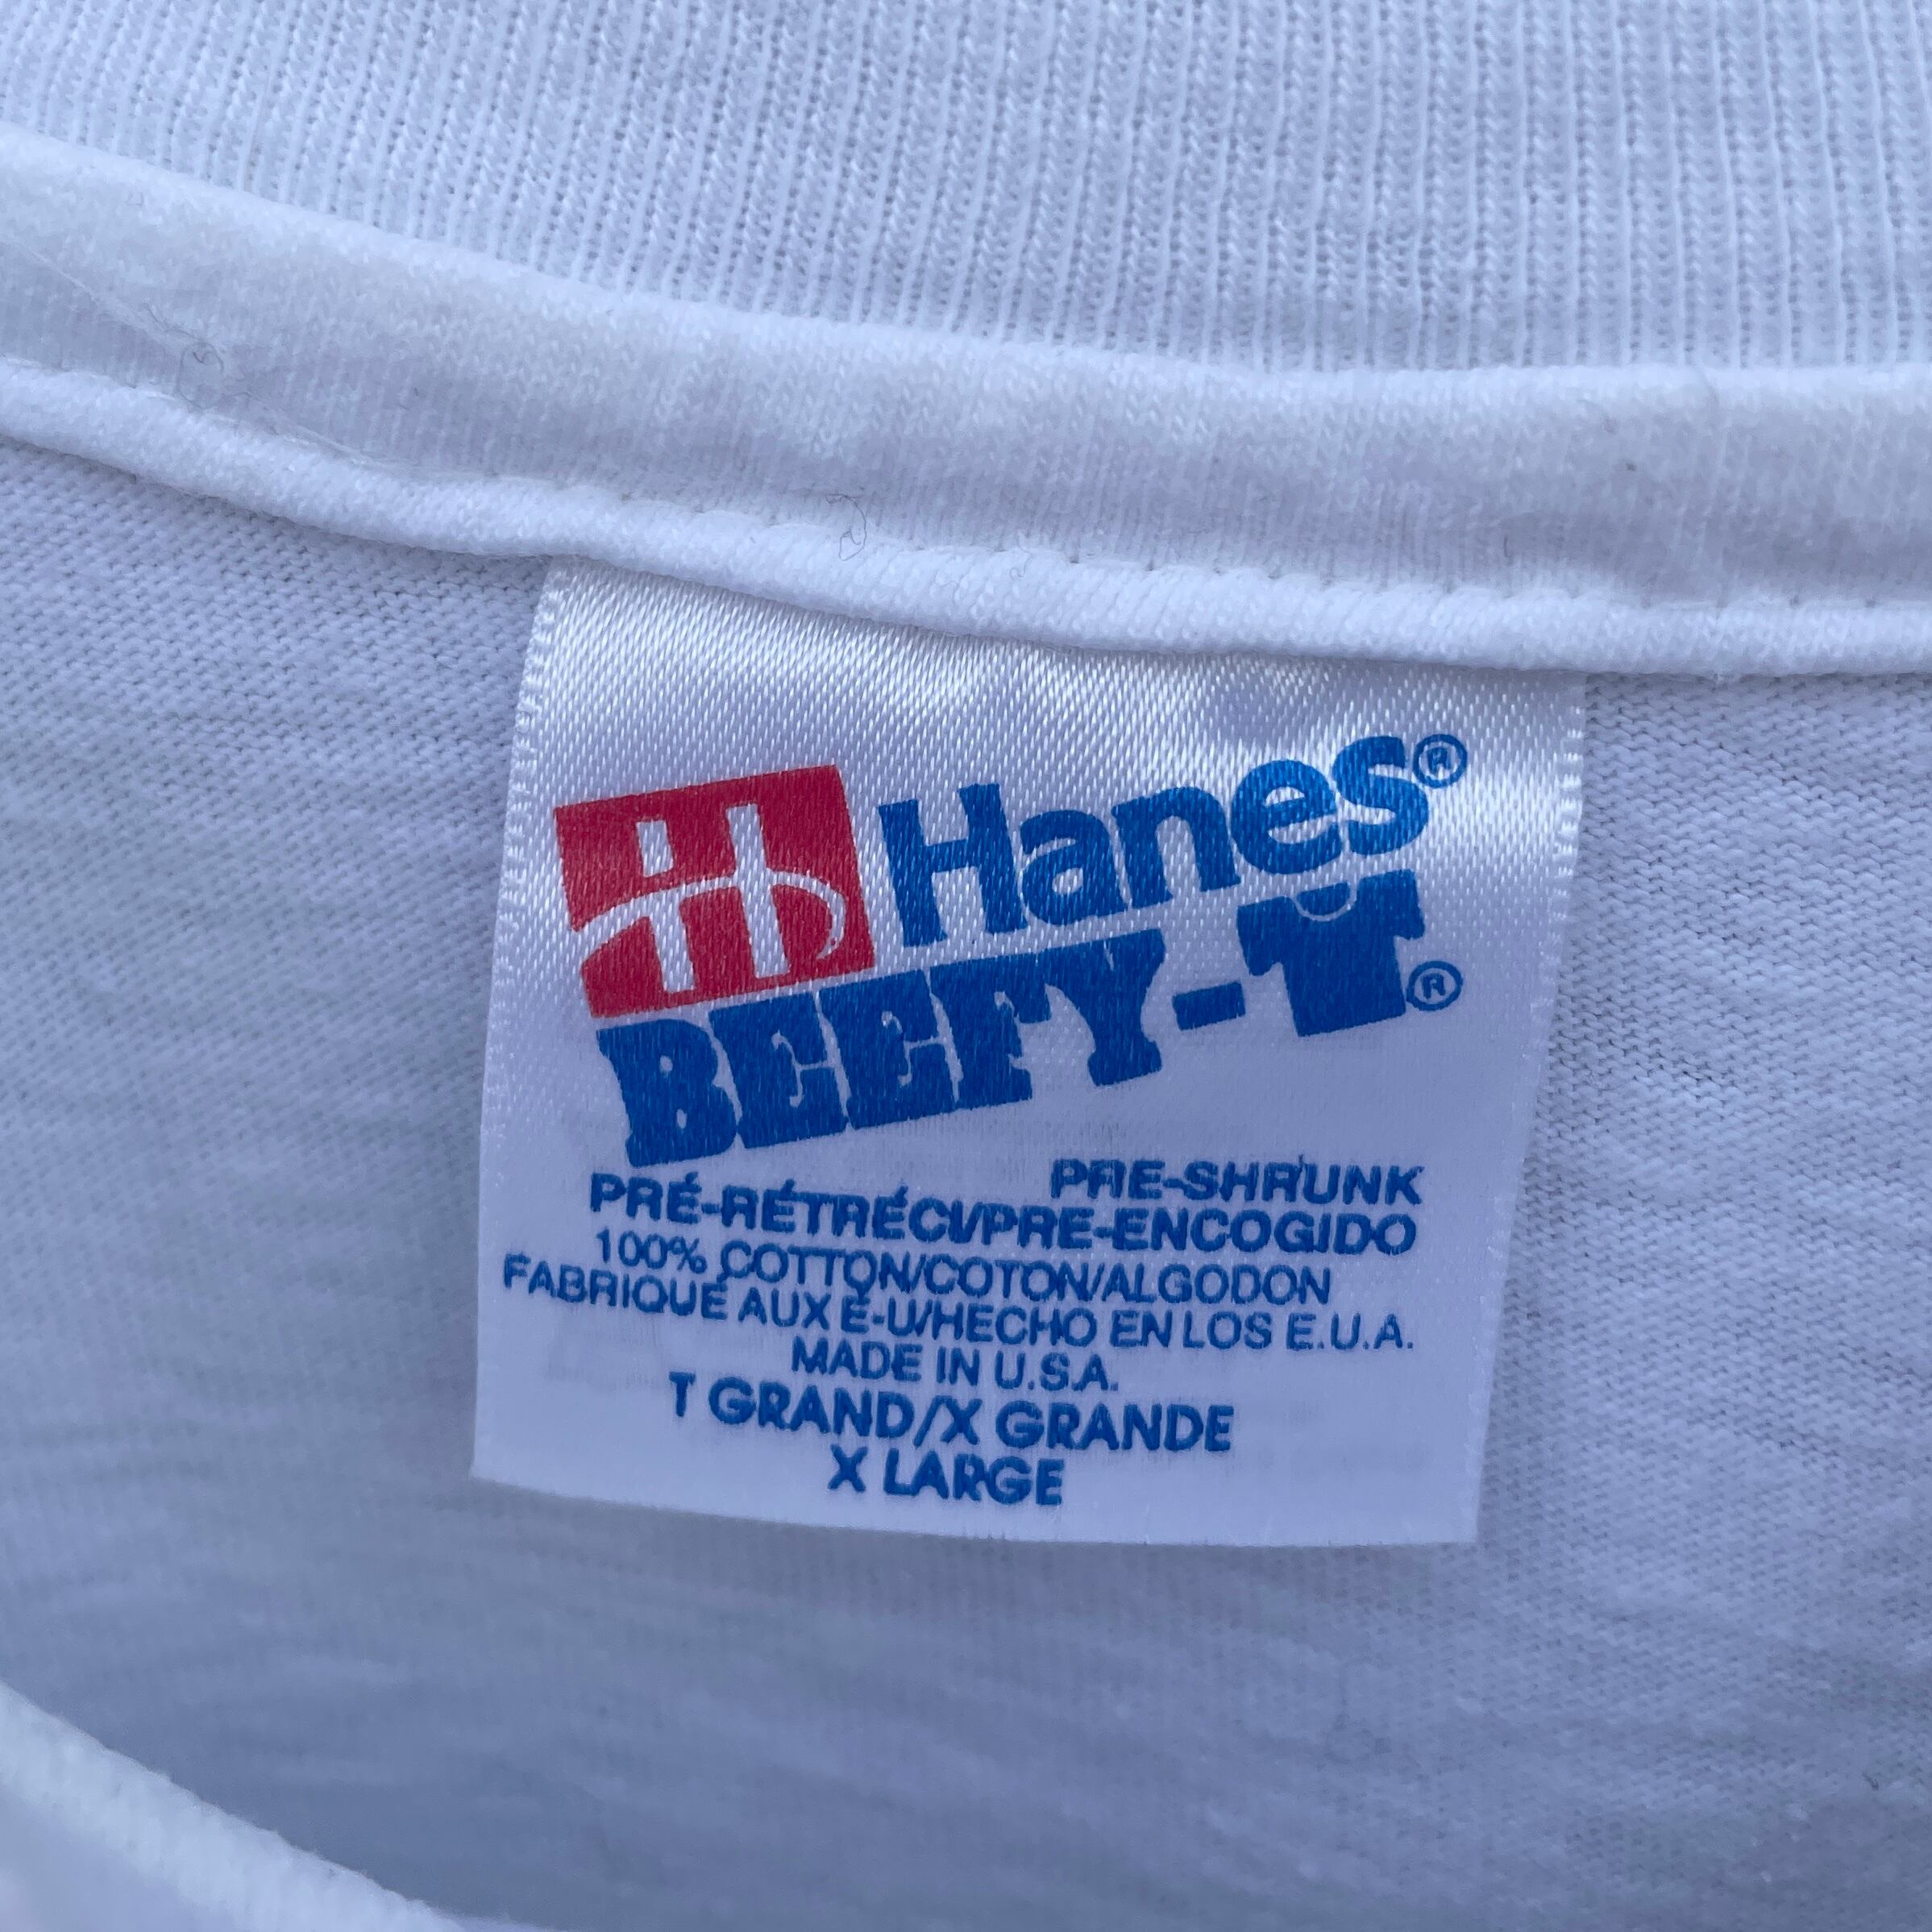 H Hanes®
BEEFY-T®
PRE-SHRUNK
PRÉ-RÉTRÉCI/PRE-ENCOGIDO
100% COTTON/COTON/ALGODON
FABRIQUÉ AUX É-U/HECHO EN LOS E.U.A.
MADE IN U.S.A.
T GRAND/X GRANDE
X LARGE